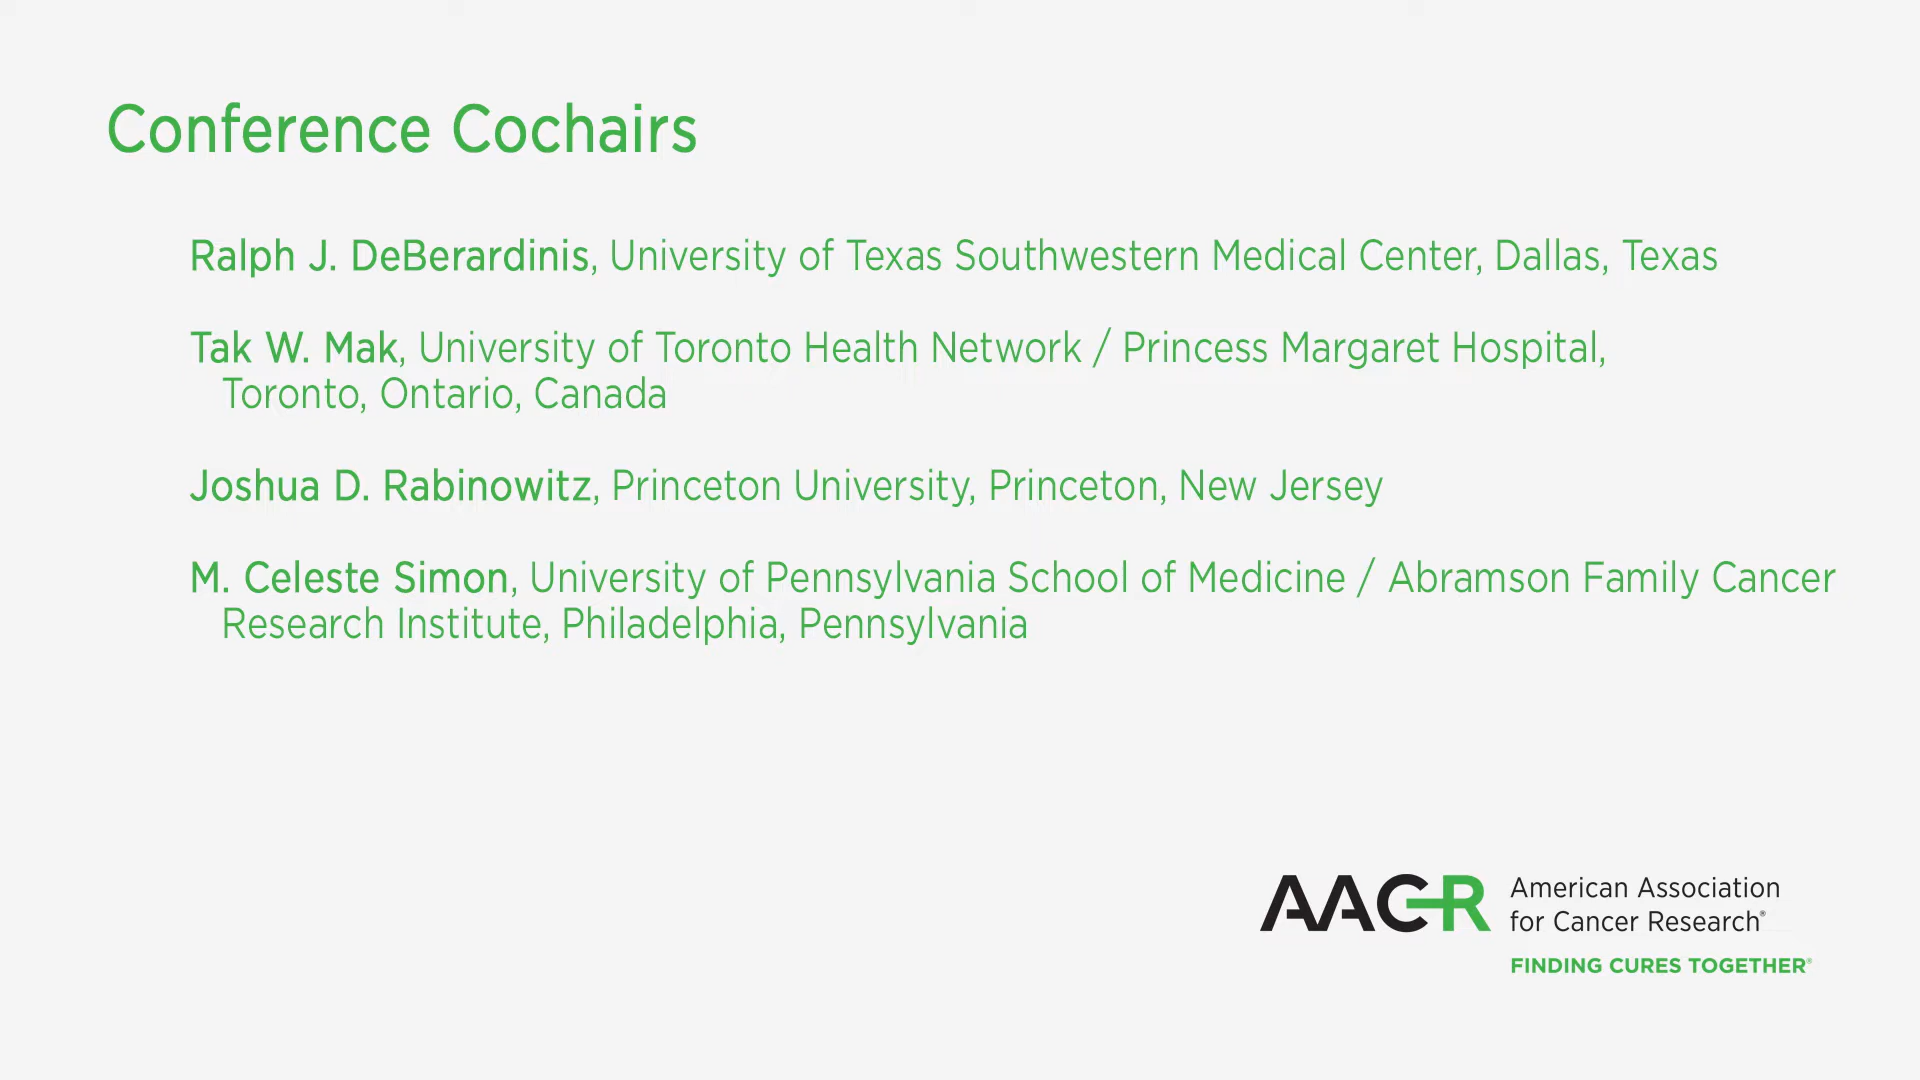 Conference Cochairs
Ralph J. DeBerardinis, University of Texas Southwestern Medical Center, Dallas, Texas
Tak W. Mak, University of Toronto Health Network / Princess Margaret Hospital,
Toronto, Ontario, Canada
Joshua D. Rabinowitz, Princeton University, Princeton, New Jersey
M. Celeste Simon, University of Pennsylvania School of Medicine / Abramson Family Cancer
Research Institute, Philadelphia, Pennsylvania
AACR
American Association
for Cancer Research®
FINDING CURES TOGETHER®